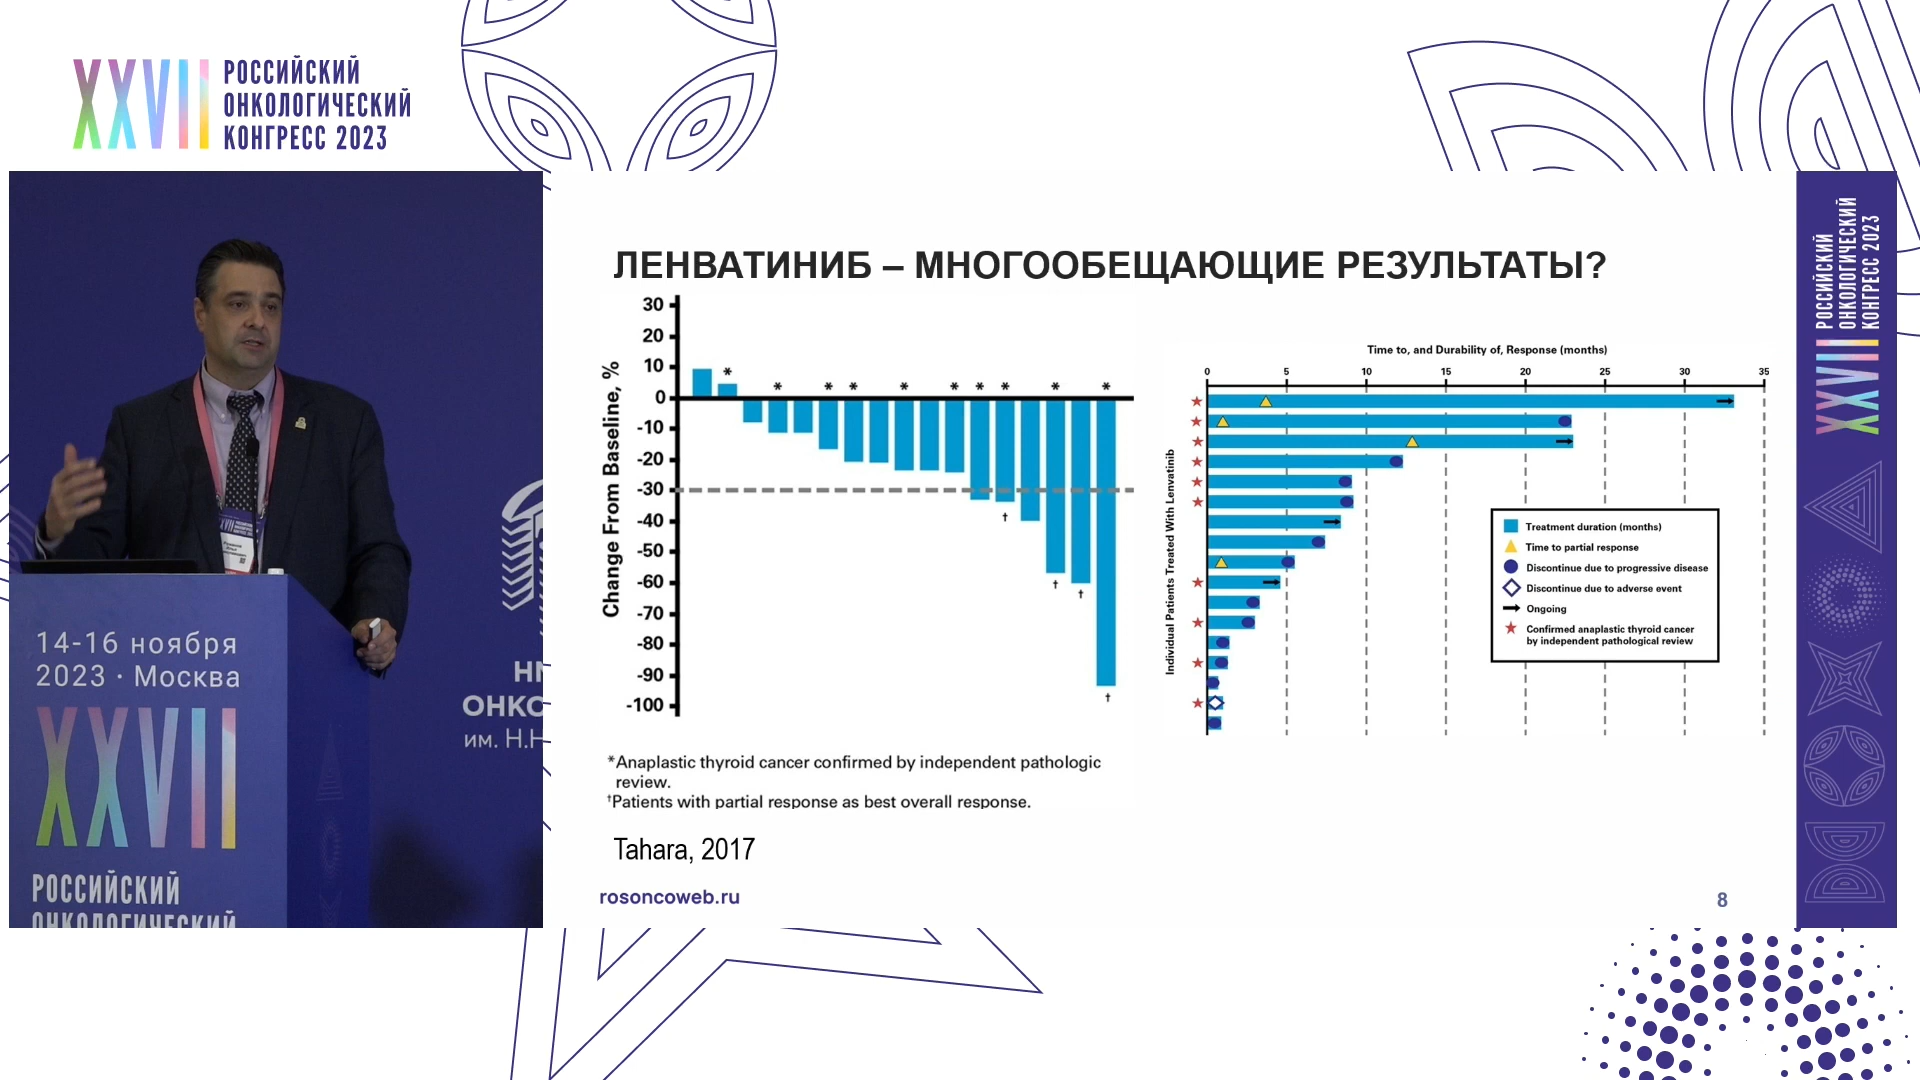 XXVII
РОССИЙСКИЙ
ОНКОЛОГИЧЕСКИЙ
КОНГРЕСС 2023
14-16 ноября
2023 · Москва
XXVII
РОССИЙСКИЙ
ОНКОЛОГИЧЕСКИЙ
НМ
ОНКО
им. Н.Н
ЛЕНВАТИНИБ – МНОГООБЕЩАЮЩИЕ РЕЗУЛЬТАТЫ?
Change From Baseline, %
30
20
10
0
-10
-20
-30
-40
-50
-60
-70
-80
-90
-100
* * * * * * * * * *
† † † †
*Anaplastic thyroid cancer confirmed by independent pathologic
review.
†Patients with partial response as best overall response.
Time to, and Durability of, Response (months)
0 5 10 15 20 25 30 35
Individual Patients Treated With Lenvatinib
Treatment duration (months)
Time to partial response
Discontinue due to progressive disease
Discontinue due to adverse event
Ongoing
Confirmed anaplastic thyroid cancer
by independent pathological review
Tahara, 2017
rosoncoweb.ru
8
РОССИЙСКИЙ
ОНКОЛОГИЧЕСКИЙ
КОНГРЕСС 2023
XXVII